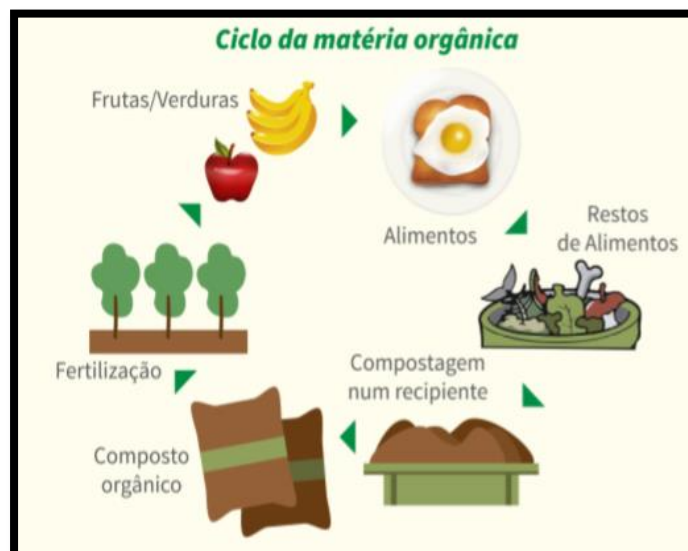 Ciclo da matéria orgânica
Frutas/Verduras
Alimentos
Restos
de Alimentos
Compostagem
num recipiente
Composto
orgânico
Fertilização